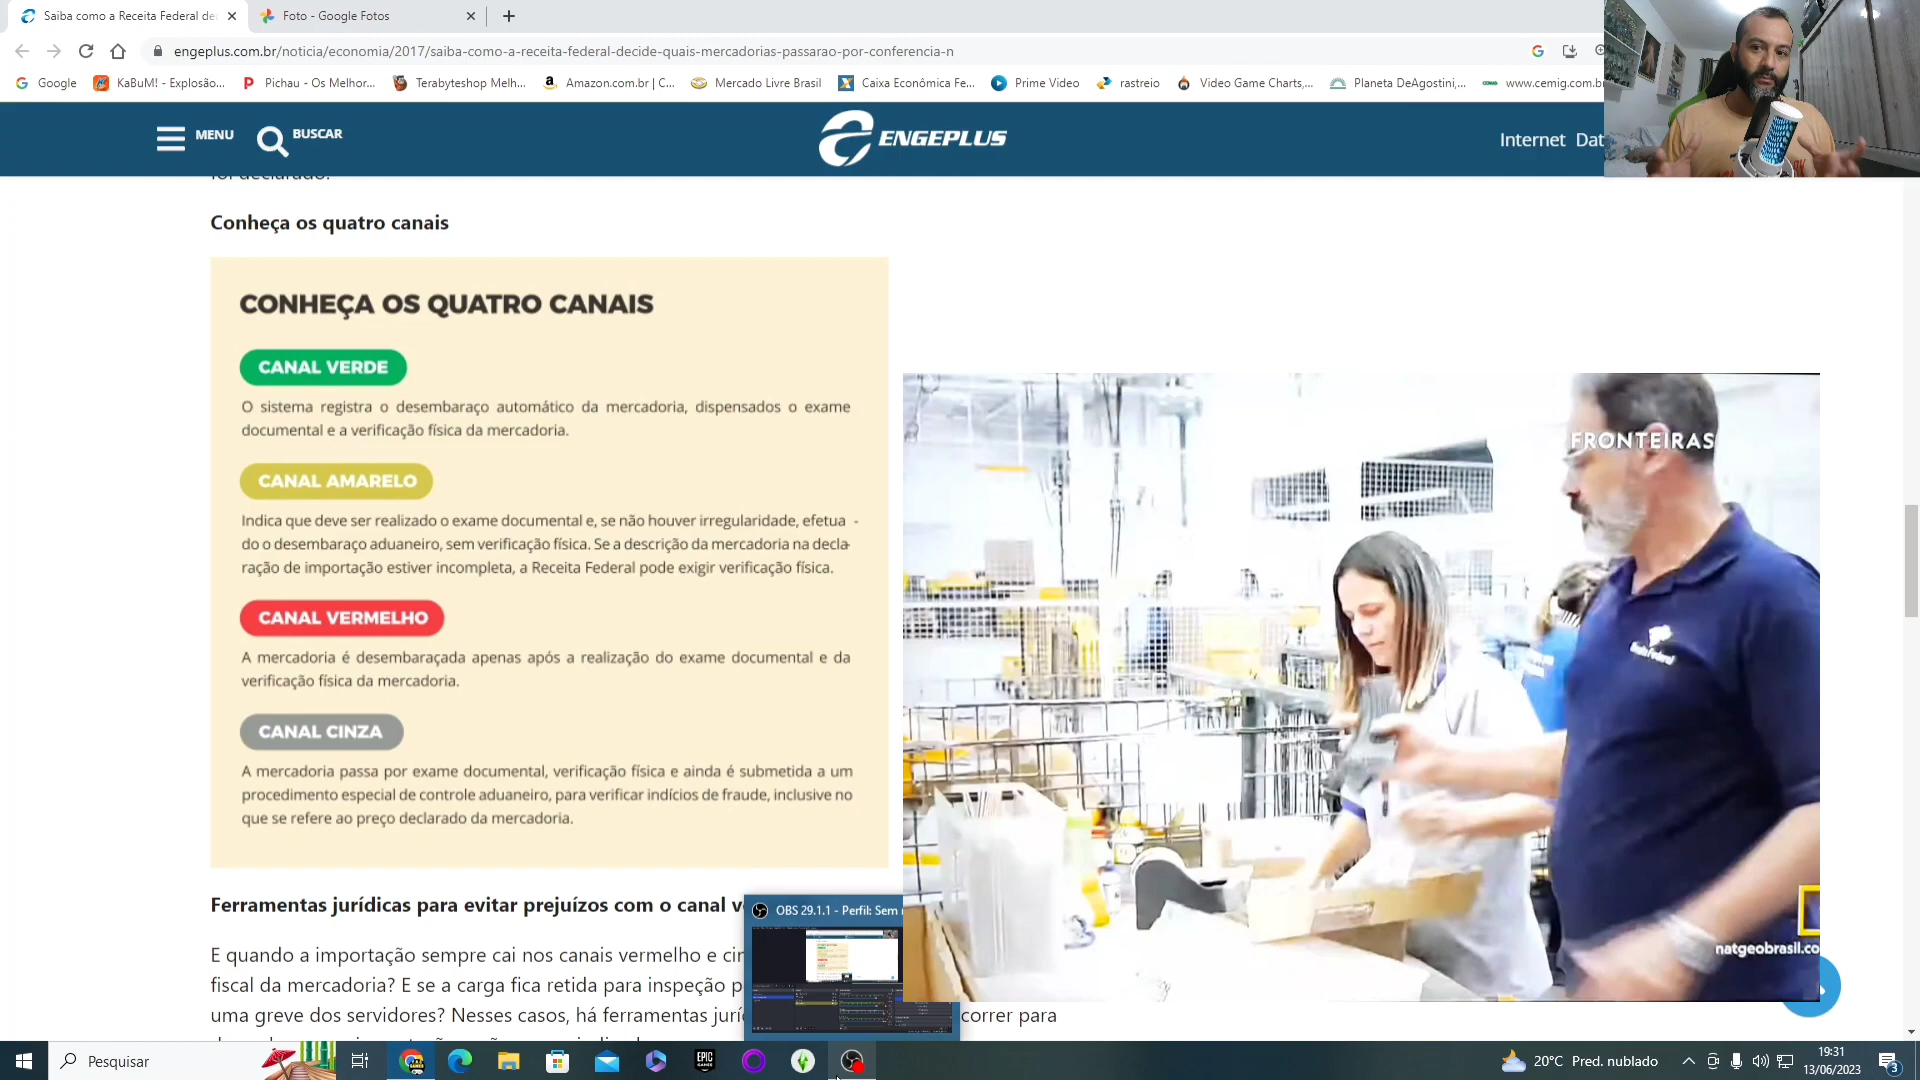 Saiba como a Receita Federal de
Foto - Google Fotos
engeplus.com.br/noticia/economia/2017/saiba-como-a-receita-federal-decide-quais-mercadorias-passarao-por-conferencia-n
Google
KaBuM! - Explosão...
Pichau - Os Melhor...
Terabyteshop Melh...
Amazon.com.br | C...
Mercado Livre Brasil
Caixa Econômica Fe...
Prime Video
rastreio
Video Game Charts,...
Planeta DeAgostini,...
www.cemig.com.br
MENU
BUSCAR
ENGEPLUS
Internet Dat
foi declarado.
Conheça os quatro canais
CONHEÇA OS QUATRO CANAIS
CANAL VERDE
O sistema registra o desembaraço automático da mercadoria, dispensados o exame
documental e a verificação física da mercadoria.
CANAL AMARELO
Indica que deve ser realizado o exame documental e, se não houver irregularidade, efetua -
do o desembaraço aduaneiro, sem verificação física. Se a descrição da mercadoria na decla-
ração de importação estiver incompleta, a Receita Federal pode exigir verificação física.
CANAL VERMELHO
A mercadoria é desembaraçada apenas após a realização do exame documental e da
verificação física da mercadoria.
CANAL CINZA
A mercadoria passa por exame documental, verificação física e ainda é submetida a um
procedimento especial de controle aduaneiro, para verificar indícios de fraude, inclusive no
que se refere ao preço declarado da mercadoria.
FRONTEIRAS
Receita Federal
natgeobrasil.co
Ferramentas jurídicas para evitar prejuízos com o canal ve
OBS 29.1.1 - Perfil: Sem
E quando a importação sempre cai nos canais vermelho e cin
fiscal da mercadoria? E se a carga fica retida para inspeção p
uma greve dos servidores? Nesses casos, há ferramentas jurí
correr para
Pesquisar
EPIC GAMES
20°C Pred. nublado
19:31
13/06/2023
3